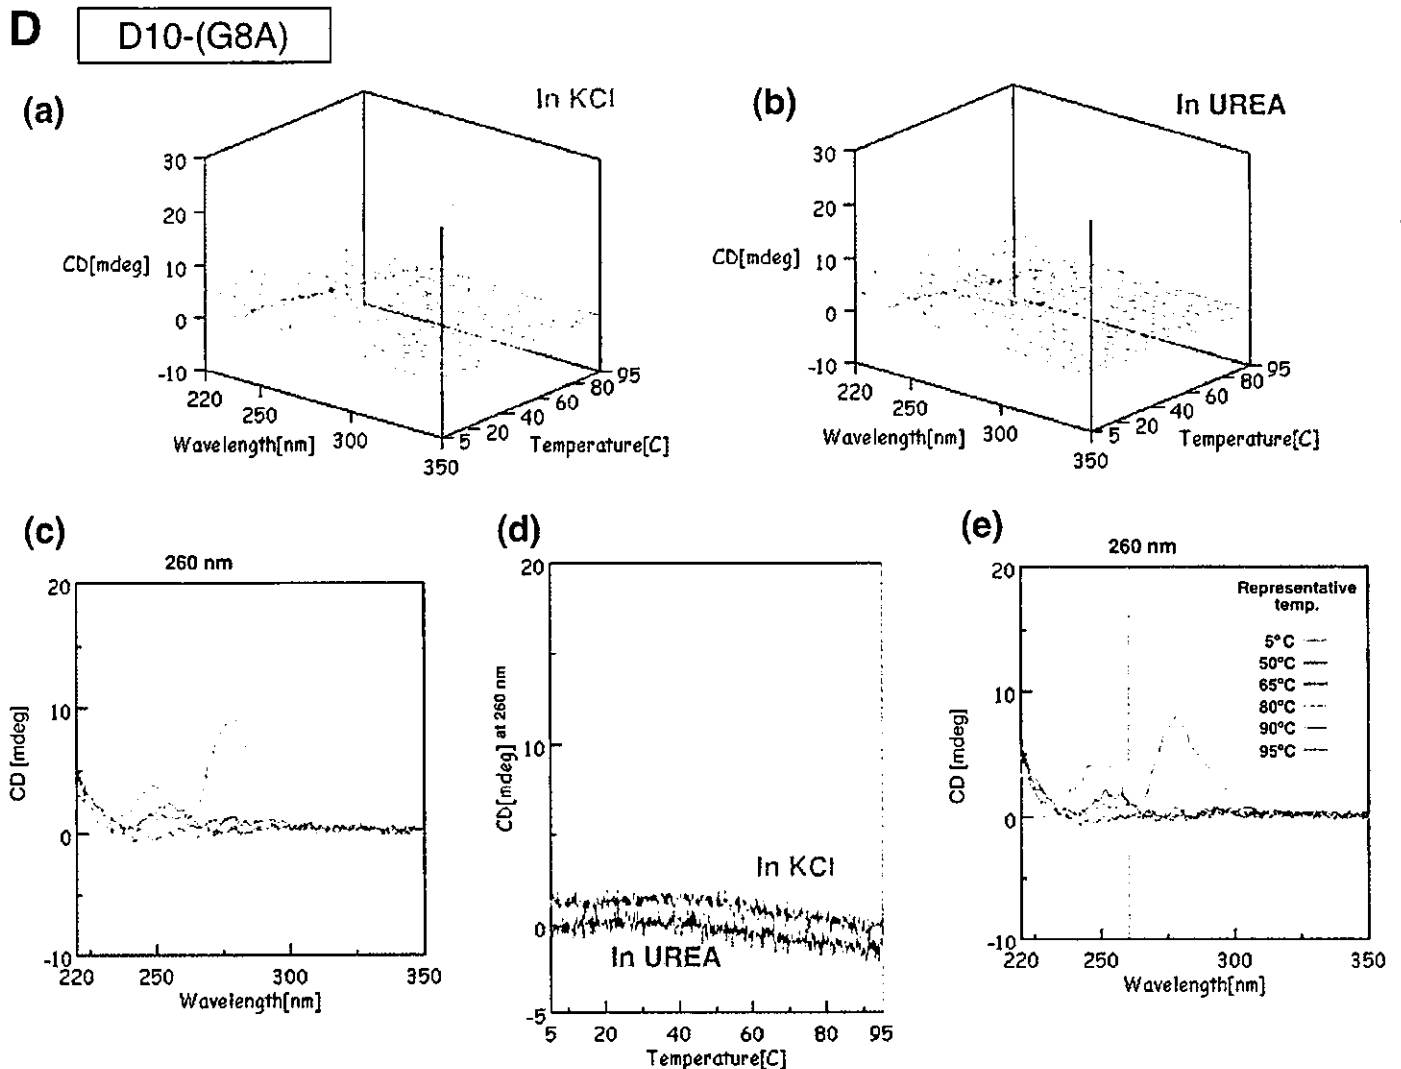 D
D10-(G8A)
(a)
In KCl
30
20
CD[mdeg]
10
0
-10
220
250
300
350
Wavelength[nm]
5
20
40
60
80
95
Temperature[C]
(b)
In UREA
30
20
CD[mdeg]
10
0
-10
220
250
300
350
Wavelength[nm]
5
20
40
60
80
95
Temperature[C]
(c)
260 nm
20
10
0
-10
CD [mdeg]
220
250
300
350
Wavelength[nm]
(d)
20
10
0
-5
CD[mdeg] at 260 nm
In KCl
In UREA
5
20
40
60
80
95
Temperature[C]
(e)
260 nm
20
10
0
-10
CD [mdeg]
Representative
temp.
5°C
50°C
65°C
80°C
90°C
95°C
220
250
300
350
Wavelength[nm]